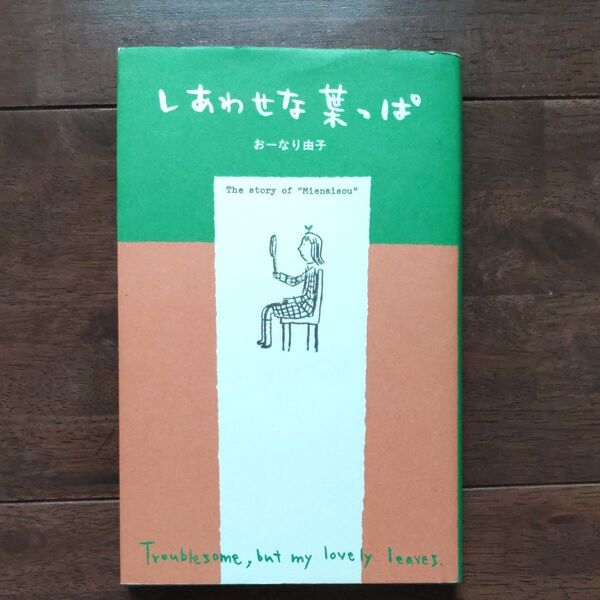 しあわせな葉っぱ
おーなり由子
The story of "Mienaisou"
Troublesome, but my lovely leaves.